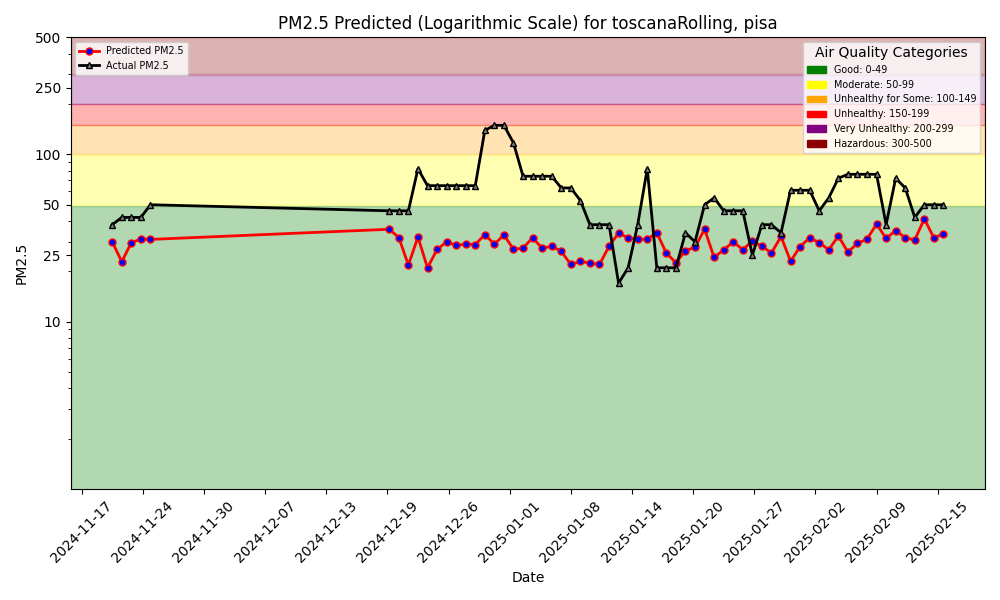 PM2.5 Predicted (Logarithmic Scale) for toscanaRolling, pisa
Predicted PM2.5
Actual PM2.5
Air Quality Categories
Good: 0-49
Moderate: 50-99
Unhealthy for Some: 100-149
Unhealthy: 150-199
Very Unhealthy: 200-299
Hazardous: 300-500
500
250
100
50
25
10
PM2.5
2024-11-17
2024-11-24
2024-11-30
2024-12-07
2024-12-13
2024-12-19
2024-12-26
2025-01-01
2025-01-08
2025-01-14
2025-01-20
2025-01-27
2025-02-02
2025-02-09
2025-02-15
Date